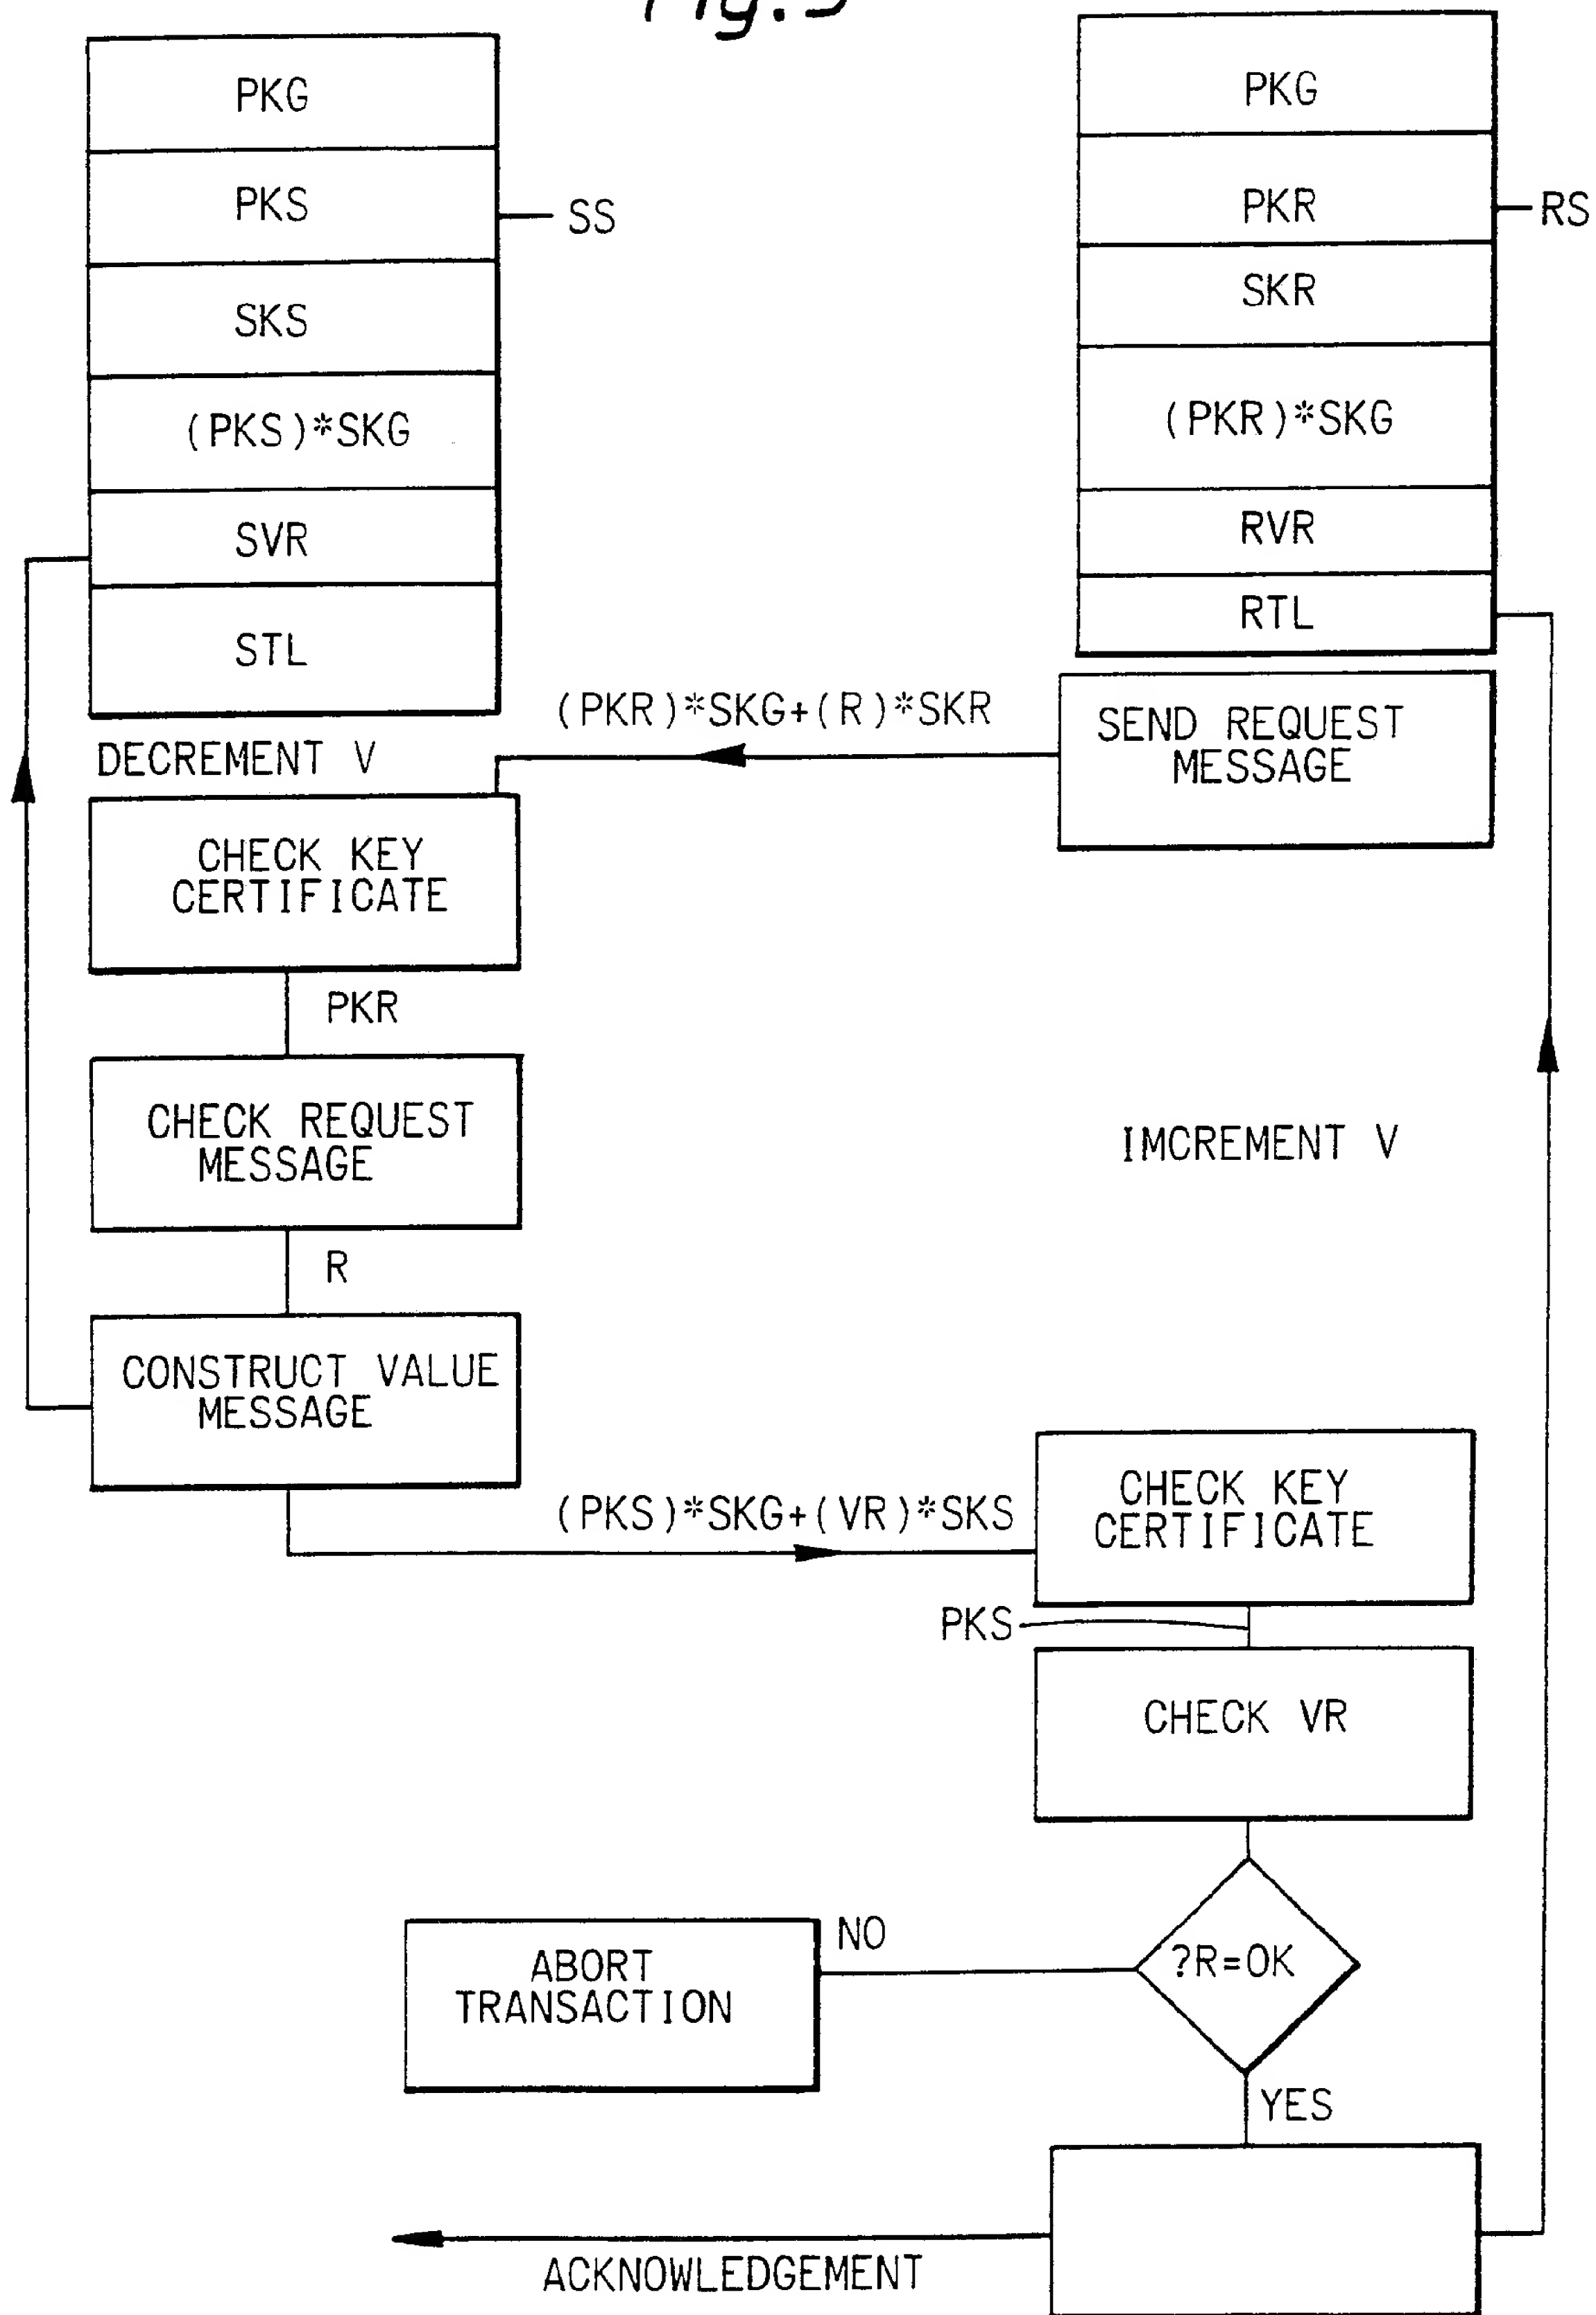 PKG
PKS
SS
SKS
(PKS)*SKG
SVR
STL
PKG
PKR
RS
SKR
(PKR)*SKG
RVR
RTL
(PKR)*SKG+(R)*SKR
SEND REQUEST
MESSAGE
DECREMENT V
CHECK KEY
CERTIFICATE
PKR
CHECK REQUEST
MESSAGE
IMCREMENT V
R
CONSTRUCT VALUE
MESSAGE
(PKS)*SKG+(VR)*SKS
CHECK KEY
CERTIFICATE
PKS
CHECK VR
?R=OK
NO
ABORT
TRANSACTION
YES
ACKNOWLEDGEMENT